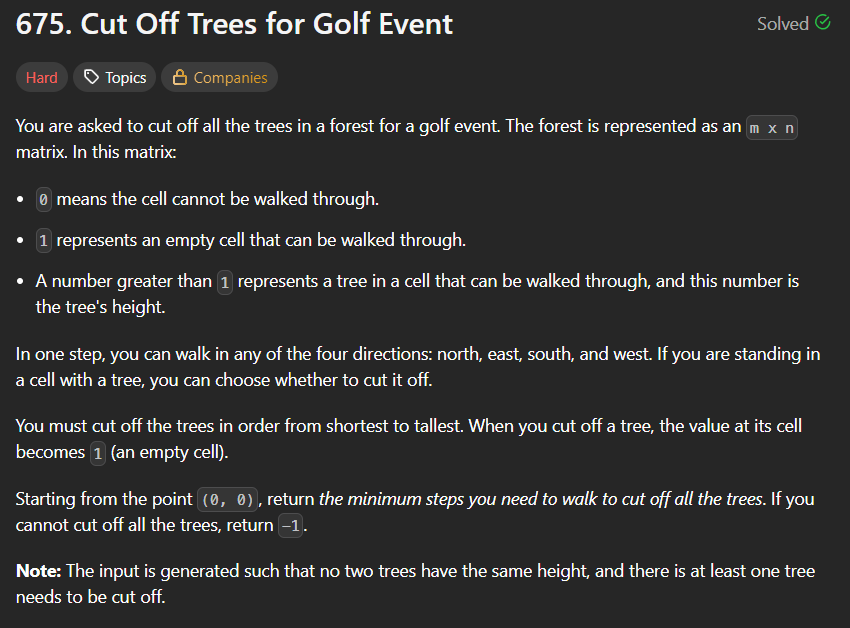 675. Cut Off Trees for Golf Event
Solved
Hard Topics Companies
You are asked to cut off all the trees in a forest for a golf event. The forest is represented as an m x n
matrix. In this matrix:
• 0 means the cell cannot be walked through.
• 1 represents an empty cell that can be walked through.
• A number greater than 1 represents a tree in a cell that can be walked through, and this number is
the tree's height.
In one step, you can walk in any of the four directions: north, east, south, and west. If you are standing in
a cell with a tree, you can choose whether to cut it off.
You must cut off the trees in order from shortest to tallest. When you cut off a tree, the value at its cell
becomes 1 (an empty cell).
Starting from the point (0, 0), return the minimum steps you need to walk to cut off all the trees. If you
cannot cut off all the trees, return -1.
Note: The input is generated such that no two trees have the same height, and there is at least one tree
needs to be cut off.